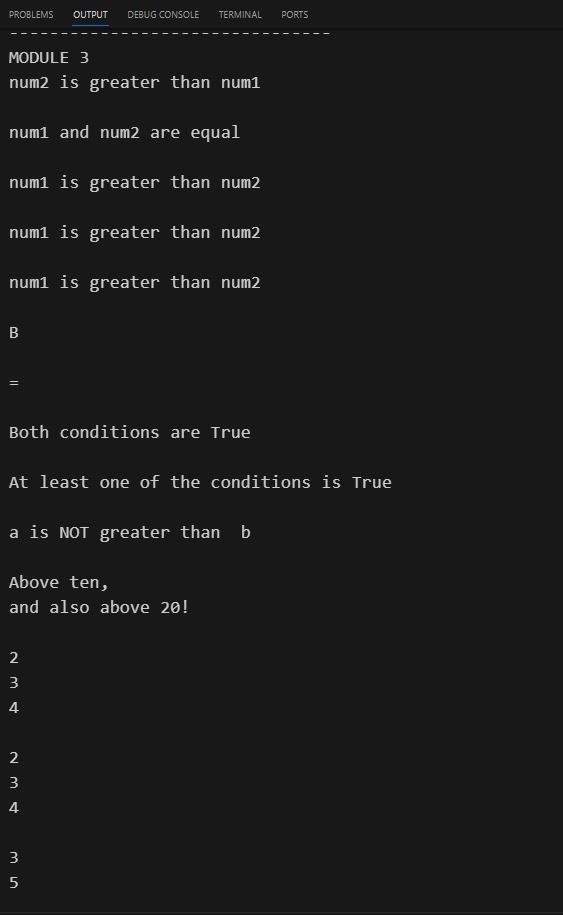 PROBLEMS OUTPUT DEBUG CONSOLE TERMINAL PORTS
--------------------------------
MODULE 3
num2 is greater than num1
num1 and num2 are equal
num1 is greater than num2
num1 is greater than num2
num1 is greater than num2
B
=
Both conditions are True
At least one of the conditions is True
a is NOT greater than  b
Above ten,
and also above 20!
2
3
4
2
3
4
3
5